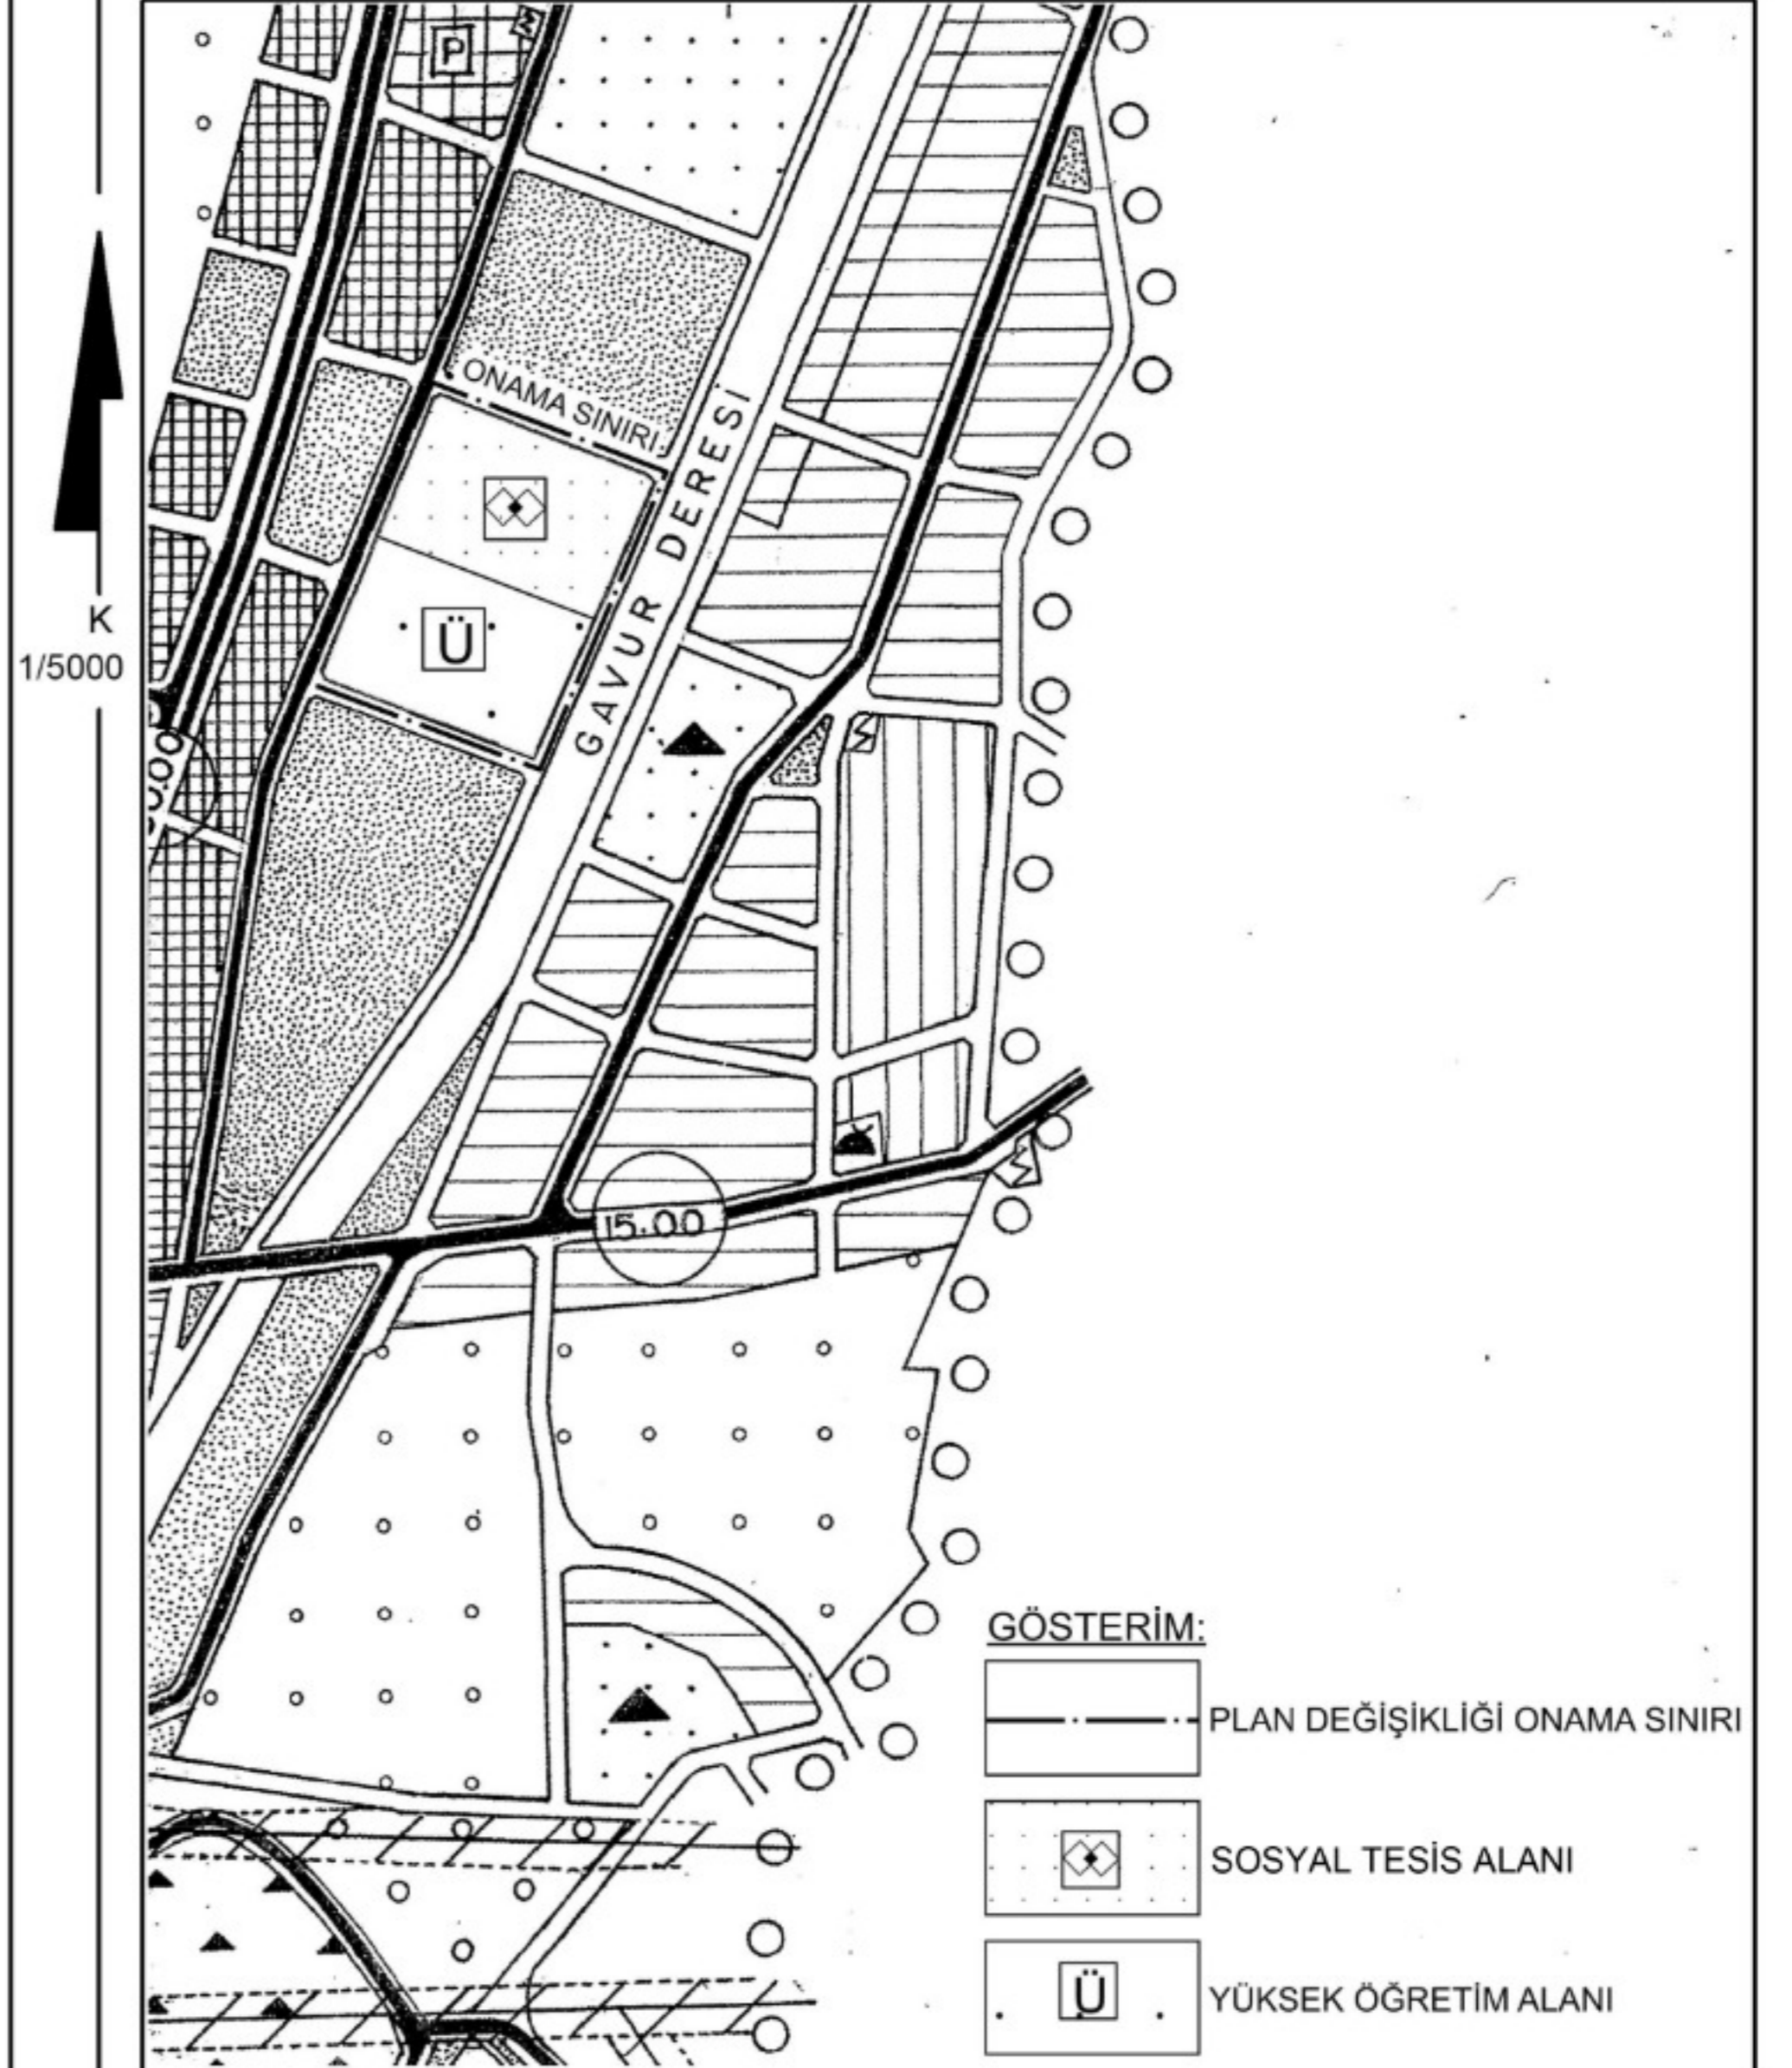 P
ONAMA SINIRI
GAVUR DERESİ
Ü
K
1/5000
15.00
GÖSTERİM:
PLAN DEĞİŞİKLİĞİ ONAMA SINIRI
SOSYAL TESİS ALANI
Ü
YÜKSEK ÖĞRETİM ALANI